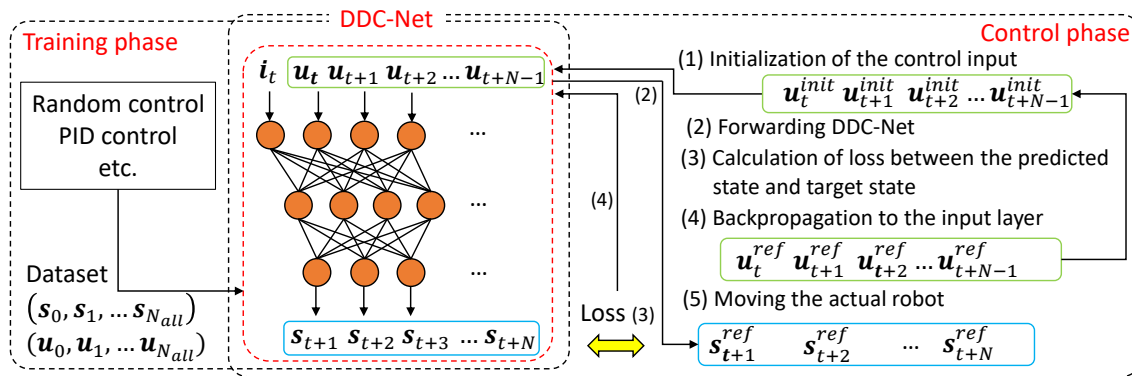 DDC-Net
Training phase
Control phase
Random control
PID control
etc.
Dataset
(s_0, s_1, … s_{N_{all}})
(u_0, u_1, … u_{N_{all}})
i_t u_t u_{t+1} u_{t+2} … u_{t+N-1}
...
...
...
s_{t+1} s_{t+2} s_{t+3} … s_{t+N}
(2)
(4)
Loss (3)
(1) Initialization of the control input
u_t^{init} u_{t+1}^{init} u_{t+2}^{init} … u_{t+N-1}^{init}
(2) Forwarding DDC-Net
(3) Calculation of loss between the predicted
state and target state
(4) Backpropagation to the input layer
u_t^{ref} u_{t+1}^{ref} u_{t+2}^{ref} … u_{t+N-1}^{ref}
(5) Moving the actual robot
s_{t+1}^{ref} s_{t+2}^{ref} … s_{t+N}^{ref}